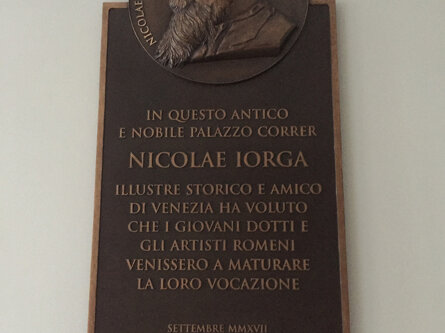 NICOLAE
IN QUESTO ANTICO
E NOBILE PALAZZO CORRER
NICOLAE IORGA
ILLUSTRE STORICO E AMICO
DI VENEZIA HA VOLUTO
CHE I GIOVANI DOTTI E
GLI ARTISTI ROMENI
VENISSERO A MATURARE
LA LORO VOCAZIONE
SETTEMBRE MMXVII